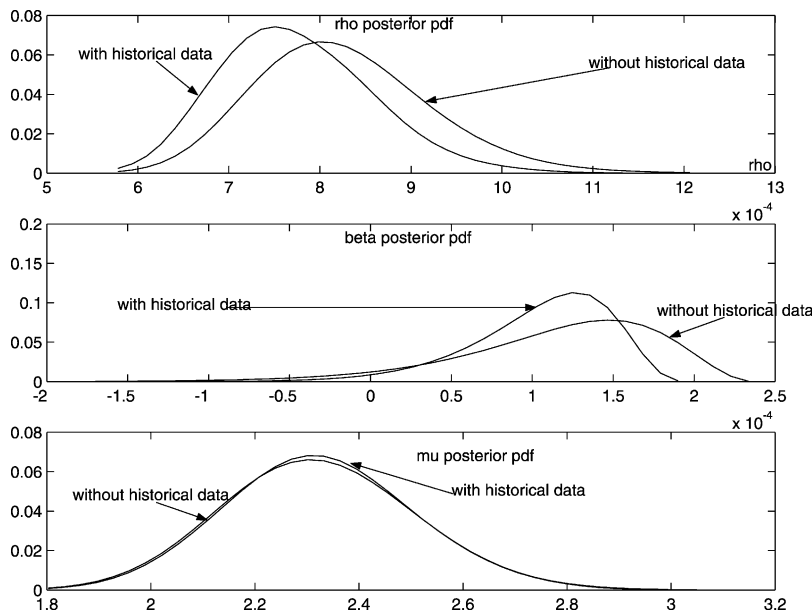 0.08
rho posterior pdf
with historical data
0.06
without historical data
0.04
0.02
0
rho
5 6 7 8 9 10 11 12 13
x 10-4
0.2
beta posterior pdf
0.15
with historical data
0.1
without historical data
0.05
0
-2 -1.5 -1 -0.5 0 0.5 1 1.5 2 2.5
x 10-4
0.08
mu posterior pdf
0.06
without historical data
with historical data
0.04
0.02
0
1.8 2 2.2 2.4 2.6 2.8 3 3.2